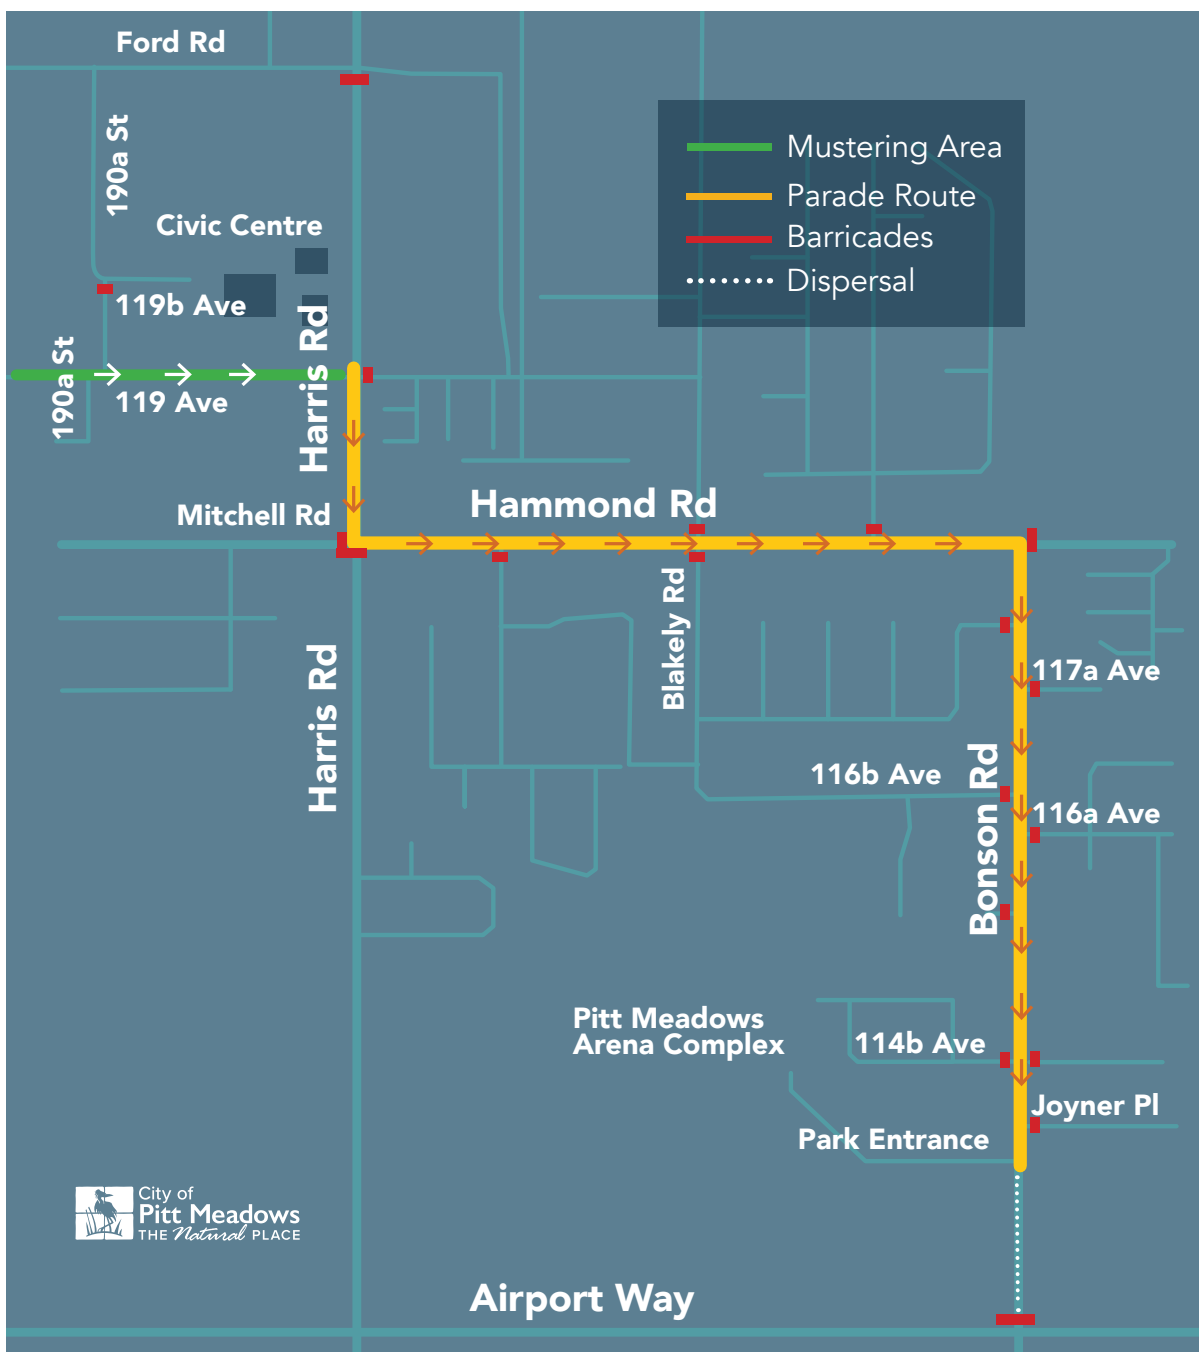 Ford Rd
190a St
Mustering Area
Parade Route
Barricades
Dispersal
Civic Centre
119b Ave
Harris Rd
190a St
119 Ave
Mitchell Rd
Hammond Rd
Blakely Rd
Harris Rd
117a Ave
116b Ave
Bonson Rd
116a Ave
Pitt Meadows
Arena Complex
114b Ave
Joyner Pl
Park Entrance
City of
Pitt Meadows
THE Natural PLACE
Airport Way